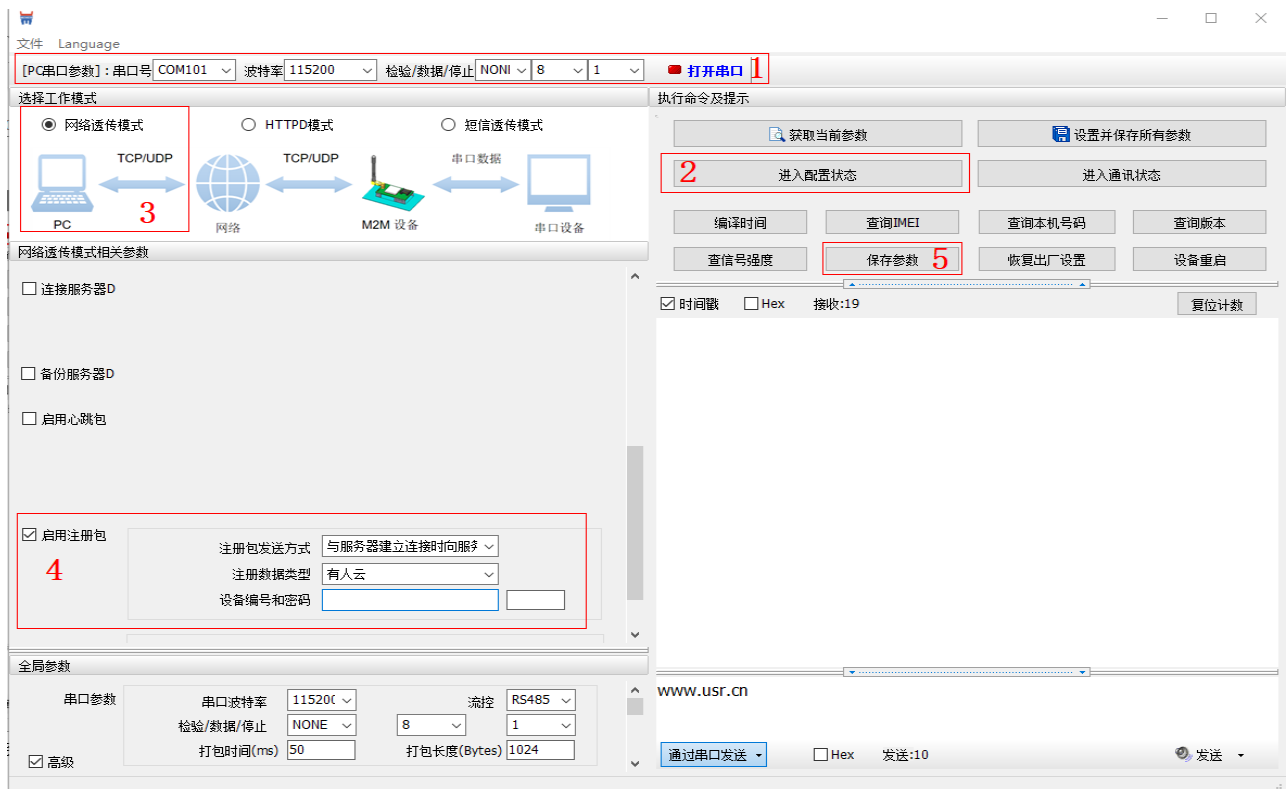 文件 Language
[PC串口参数]：串口号 COM101 波特率 115200 检验/数据/停止 NONI 8 1 打开串口 1
选择工作模式
网络透传模式 HTTPD模式 短信透传模式
TCP/UDP TCP/UDP 串口数据
3
PC 网络 M2M 设备 串口设备
网络透传模式相关参数
连接服务器D
备份服务器D
启用心跳包
启用注册包
4
注册包发送方式 与服务器建立连接时向服务
注册数据类型 有人云
设备编号和密码
全局参数
串口参数 串口波特率 115200 流控 RS485
检验/数据/停止 NONE 8 1
打包时间(ms) 50 打包长度(Bytes) 1024
高级
执行命令及提示
获取当前参数 设置并保存所有参数
2 进入配置状态 进入通讯状态
编译时间 查询IMEI 查询本机号码 查询版本
查信号强度 保存参数 5 恢复出厂设置 设备重启
时间戳 Hex 接收:19 复位计数
www.usr.cn
通过串口发送 Hex 发送:10 发送